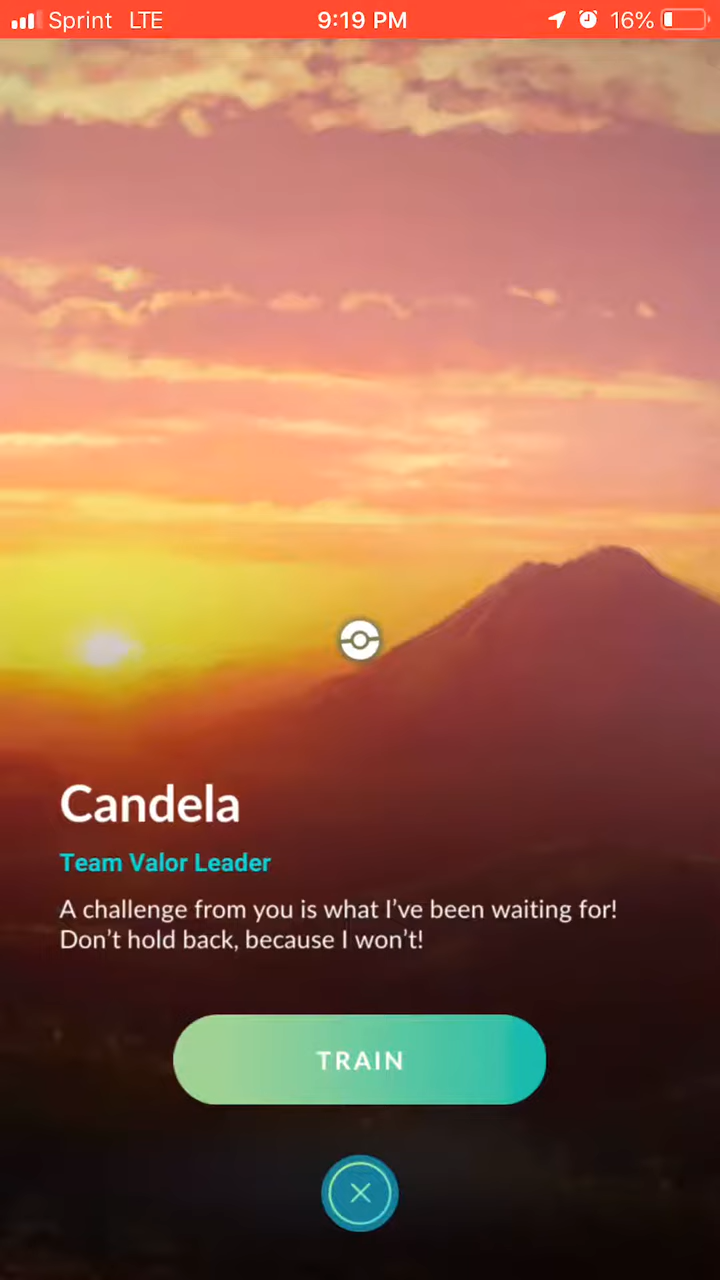 Sprint LTE 9:19 PM 16%
Candela
Team Valor Leader
A challenge from you is what I've been waiting for!
Don't hold back, because I won't!
TRAIN